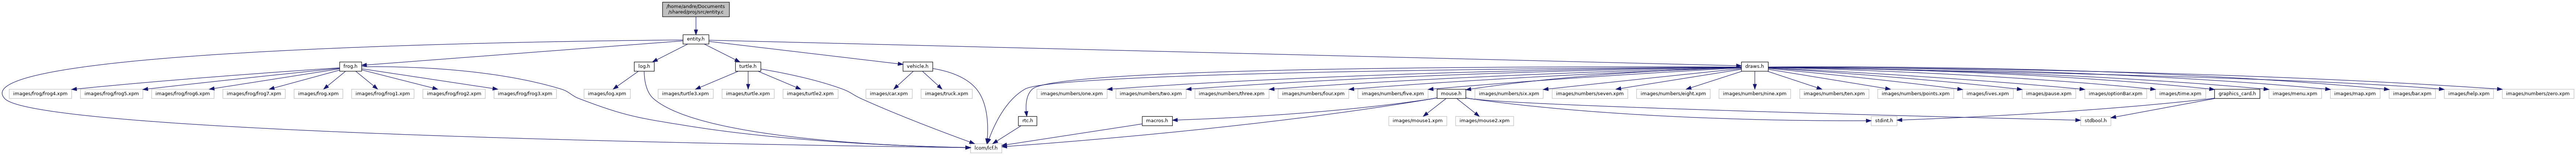 /home/andre/Documents
/shared/proj/src/entity.c
entity.h
frog.h
log.h
turtle.h
vehicle.h
draws.h
images/frog/frog4.xpm
images/frog/frog5.xpm
images/frog/frog6.xpm
images/frog/frog7.xpm
images/frog.xpm
images/frog/frog1.xpm
images/frog/frog2.xpm
images/frog/frog3.xpm
images/log.xpm
images/turtle3.xpm
images/turtle.xpm
images/turtle2.xpm
images/car.xpm
images/truck.xpm
images/numbers/one.xpm
images/numbers/two.xpm
images/numbers/three.xpm
images/numbers/four.xpm
images/numbers/five.xpm
mouse.h
images/numbers/six.xpm
images/numbers/seven.xpm
images/numbers/eight.xpm
images/numbers/nine.xpm
images/numbers/ten.xpm
images/numbers/points.xpm
images/lives.xpm
images/pause.xpm
images/optionBar.xpm
images/time.xpm
graphics_card.h
images/menu.xpm
images/map.xpm
images/bar.xpm
images/help.xpm
images/numbers/zero.xpm
rtc.h
macros.h
images/mouse1.xpm
images/mouse2.xpm
stdint.h
stdbool.h
lcom/lcf.h